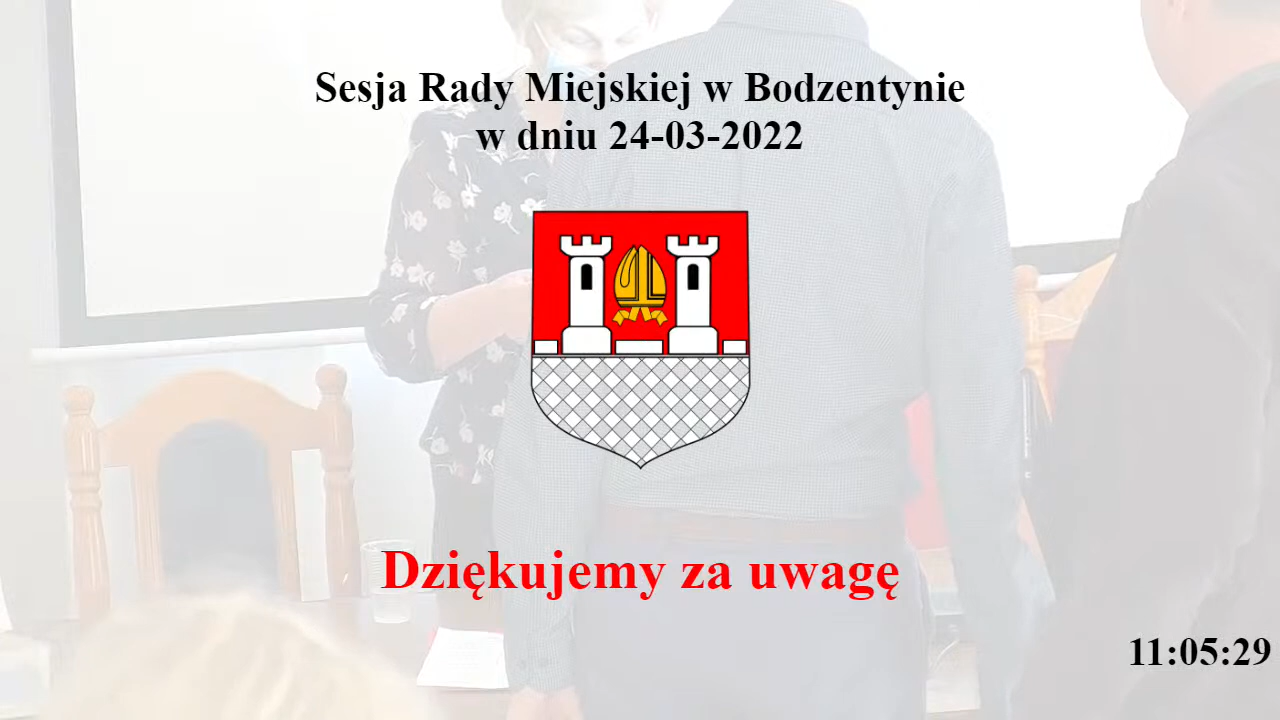 Sesja Rady Miejskiej w Bodzentynie
w dniu 24-03-2022
Dziękujemy za uwagę
11:05:29